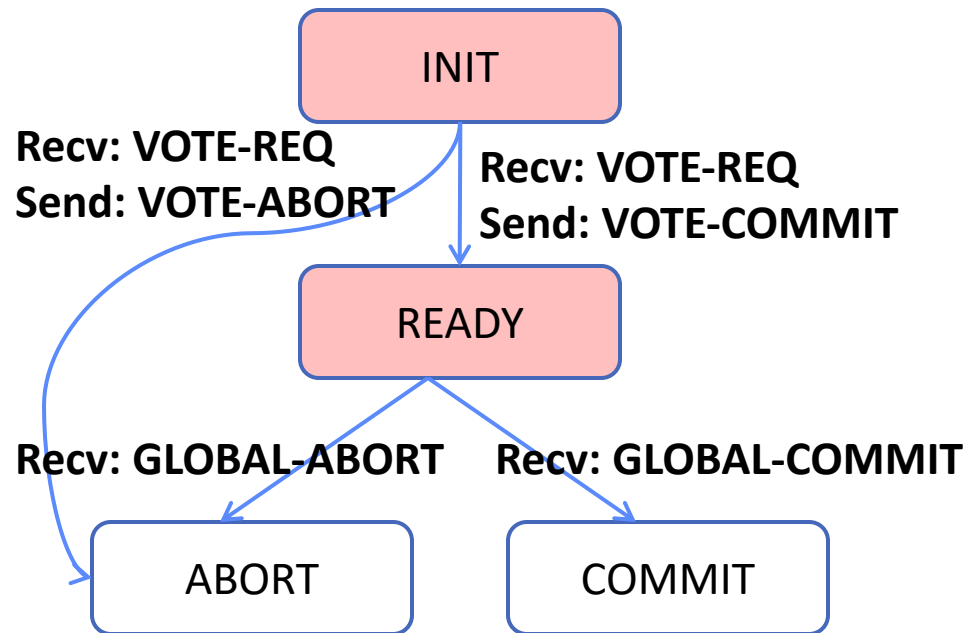 INIT
Recv: VOTE-REQ
Send: VOTE-ABORT
Recv: VOTE-REQ
Send: VOTE-COMMIT
READY
Recv: GLOBAL-ABORT
Recv: GLOBAL-COMMIT
ABORT
COMMIT